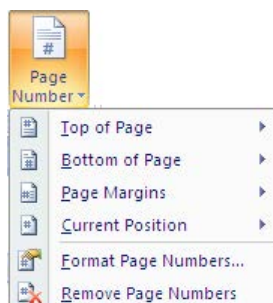 Page
Number
Top of Page
Bottom of Page
Page Margins
Current Position
Format Page Numbers...
Remove Page Numbers